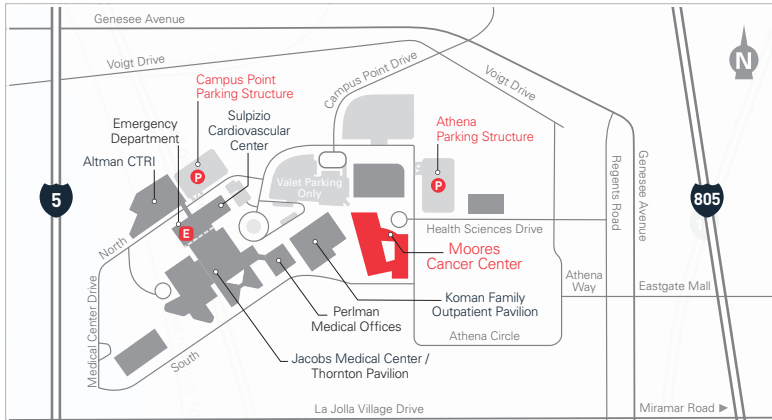 Genesee Avenue
Voigt Drive
Campus Point
Parking Structure
Campus Point Drive
Voigt Drive
N
Emergency
Department
Sulpizio
Cardiovascular
Center
Athena
Parking Structure
Altman CTRI
P
Valet Parking
Only
P
Regents Road
Genesee Avenue
5
805
E
North
Health Sciences Drive
Moores
Cancer Center
Medical Center Drive
Athena
Way
Eastgate Mall
Perlman
Medical Offices
Koman Family
Outpatient Pavilion
Athena Circle
South
Jacobs Medical Center /
Thornton Pavilion
La Jolla Village Drive
Miramar Road ▶